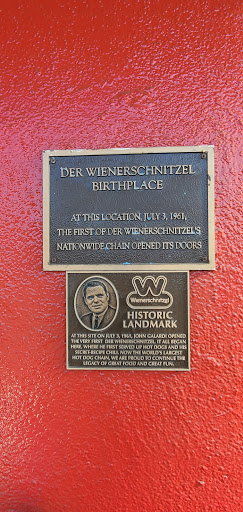 DER WIENERSCHNITZEL
BIRTHPLACE
AT THIS LOCATION, JULY 3, 1961,
THE FIRST OF DER WIENERSCHNITZEL'S
NATIONWIDE CHAIN OPENED ITS DOORS
Wienerschnitzel
HISTORIC
LANDMARK
AT THIS SITE ON JULY 3, 1961, JOHN GALARDI OPENED
THE VERY FIRST DER WIENERSCHNITZEL. IT ALL BEGAN
HERE, WHERE HE FIRST SERVED UP HOT DOGS AND HIS
SECRET-RECIPE CHILI. NOW THE WORLD'S LARGEST
HOT DOG CHAIN, WE ARE PROUD TO CONTINUE THE
LEGACY OF GREAT FOOD AND GREAT FUN.